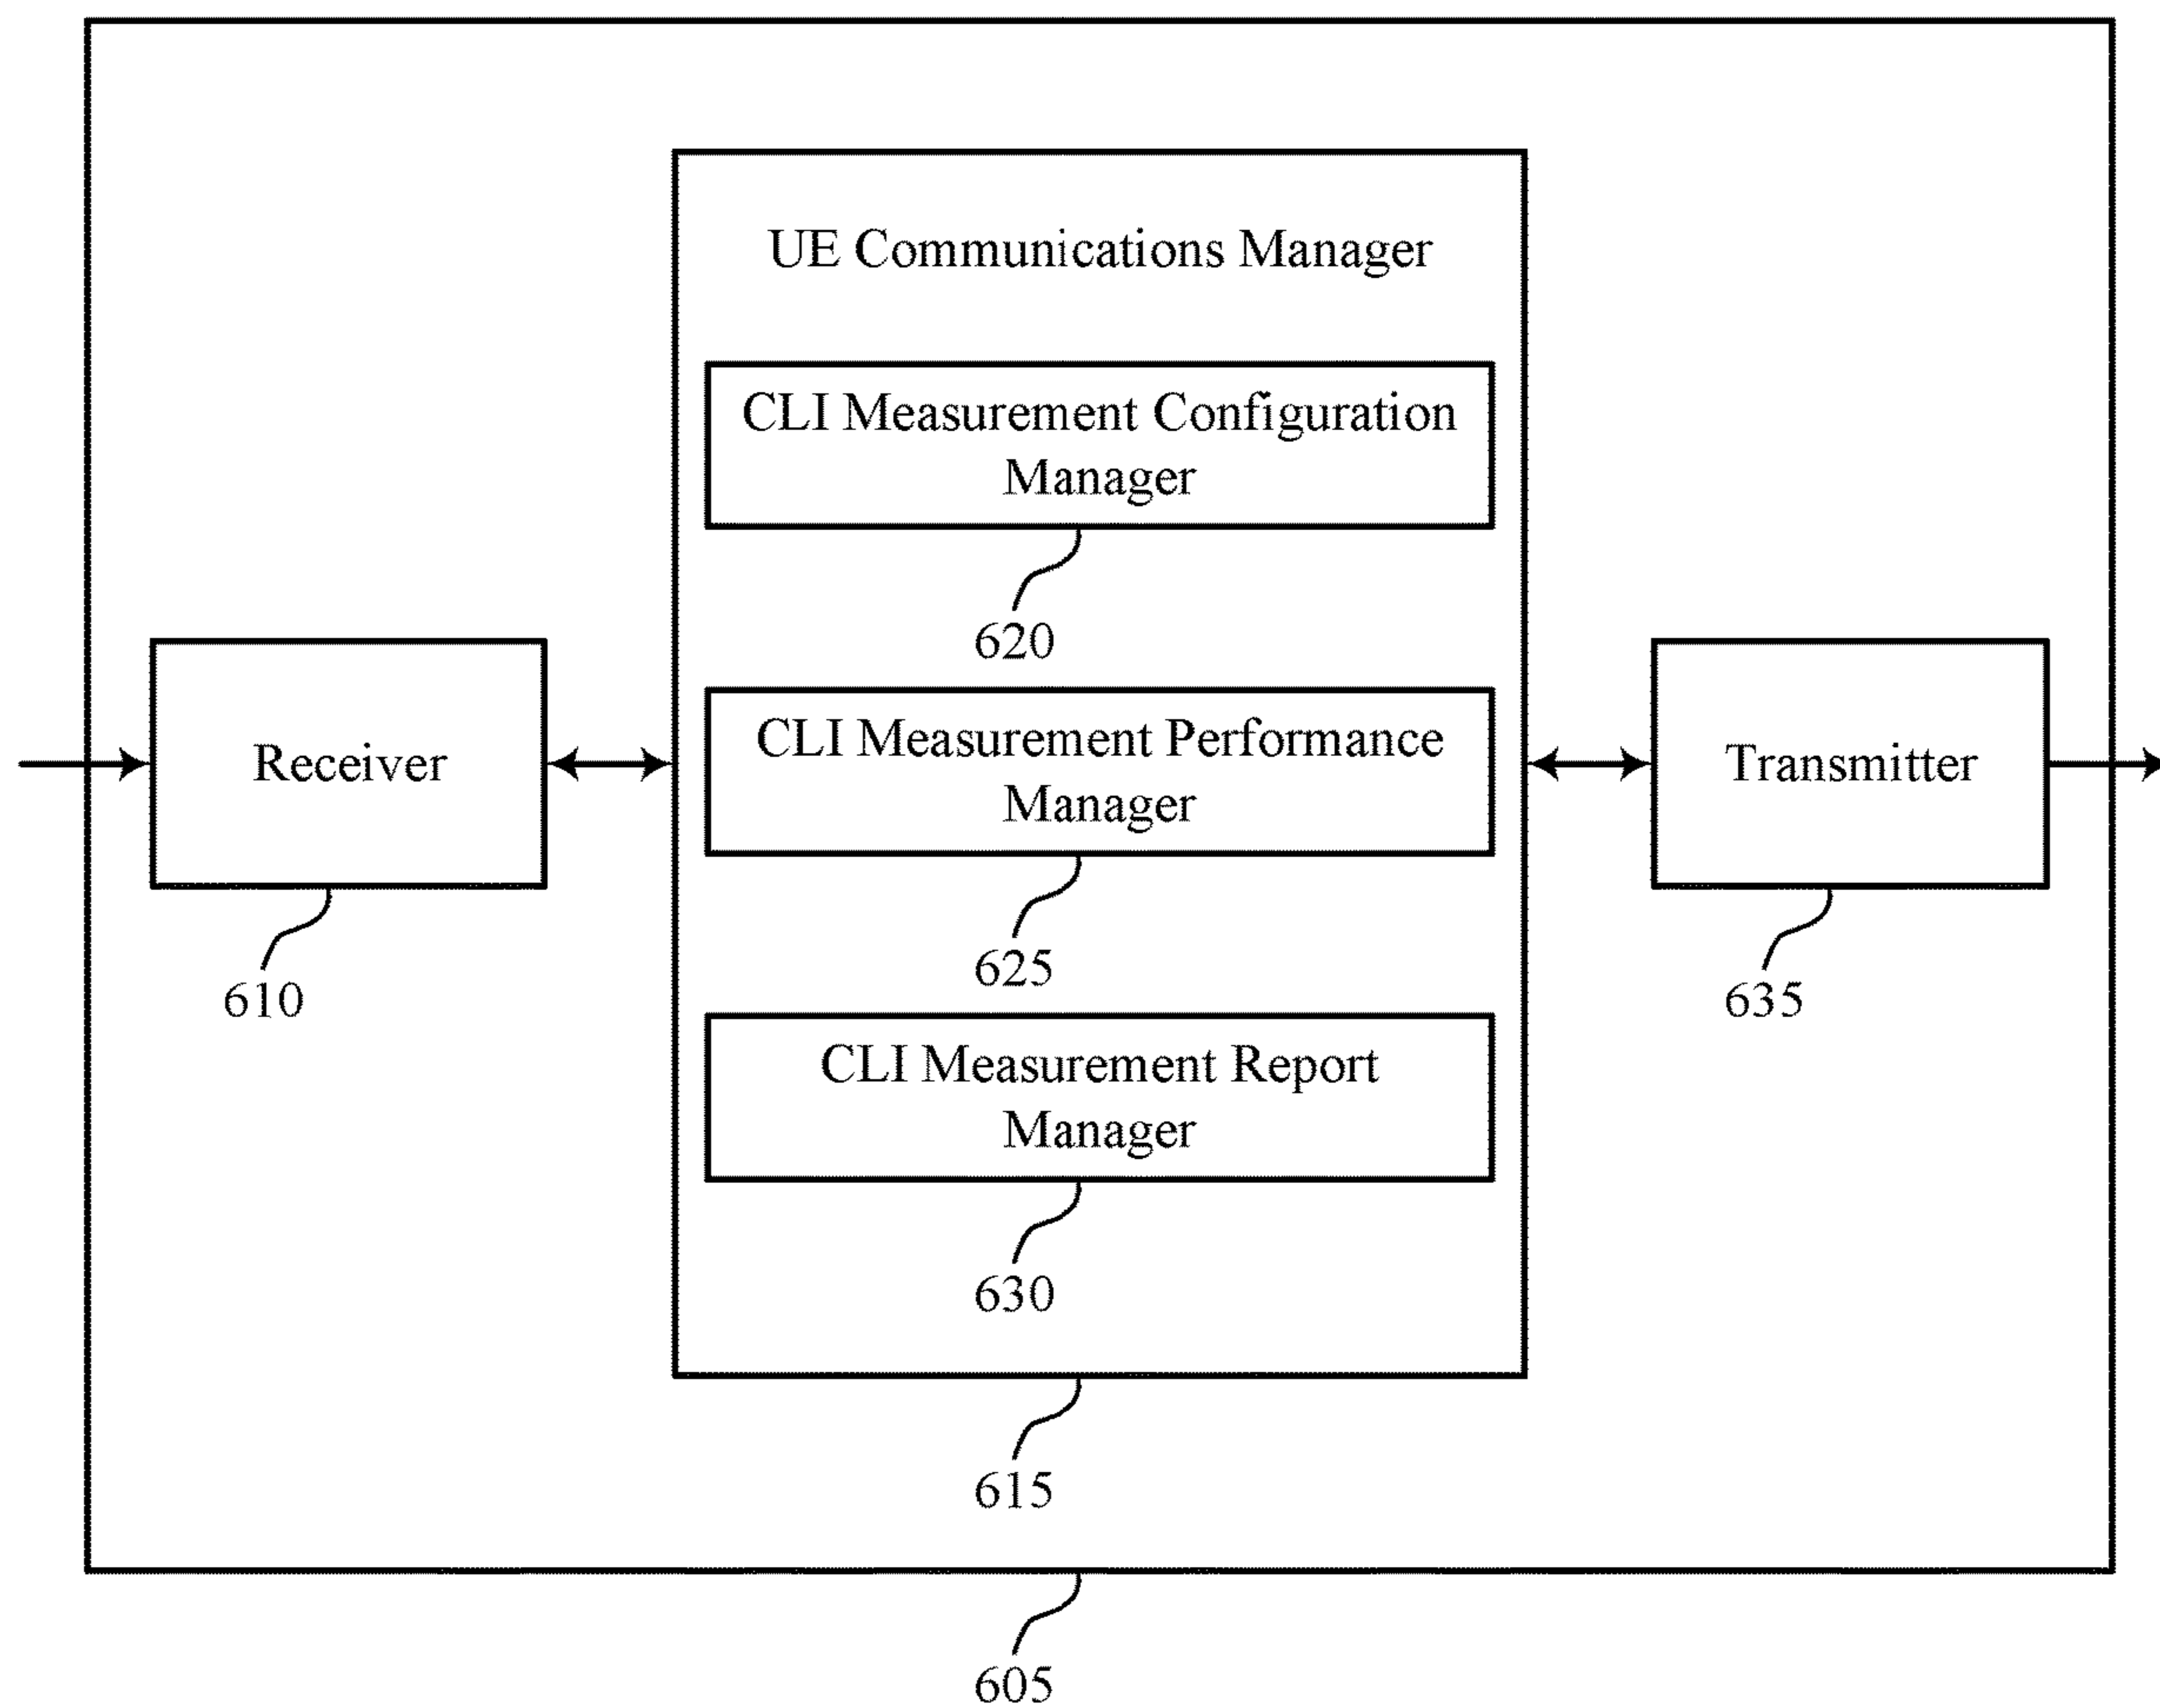 UE Communications Manager
CLI Measurement Configuration
Manager
620
CLI Measurement Performance
Manager
625
CLI Measurement Report
Manager
630
615
Receiver
610
Transmitter
635
605